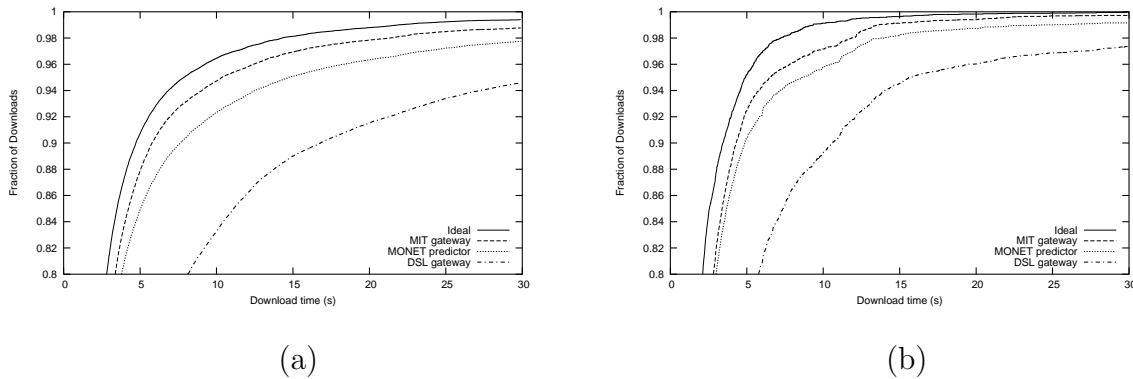 1
0.98
0.96
0.94
0.92
0.9
0.88
0.86
0.84
0.82
0.8
Fraction of Downloads
Ideal
MIT gateway
MONET predictor
DSL gateway
0 5 10 15 20 25 30
Download time (s)
(a)
1
0.98
0.96
0.94
0.92
0.9
0.88
0.86
0.84
0.82
0.8
Fraction of Downloads
Ideal
MIT gateway
MONET predictor
DSL gateway
0 5 10 15 20 25 30
Download time (s)
(b)